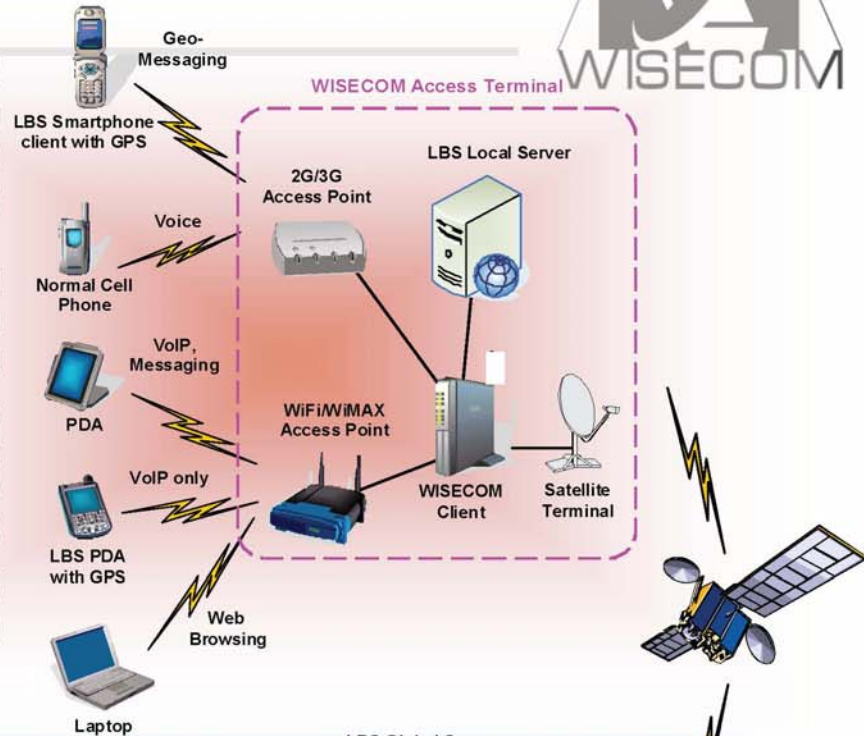 WISECOM
Geo-
Messaging
WISECOM Access Terminal
LBS Smartphone
client with GPS
LBS Local Server
2G/3G
Access Point
Voice
Normal Cell
Phone
VoIP,
Messaging
PDA
WiFi/WiMAX
Access Point
VoIP only
WISECOM
Client
Satellite
Terminal
LBS PDA
with GPS
Web
Browsing
Laptop